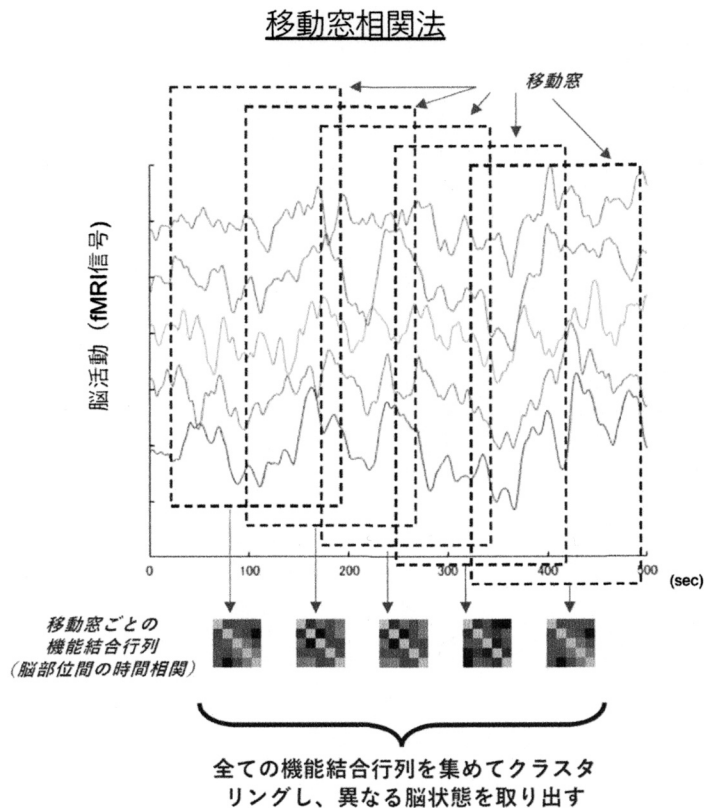 移動窓相関法
移動窓
脳活動（fMRI信号)
0 100 200 300 400 500
(sec)
移動窓ごとの
機能結合行列
（脳部位間の時間相関）
全ての機能結合行列を集めてクラスタ
リングし、異なる脳状態を取り出す